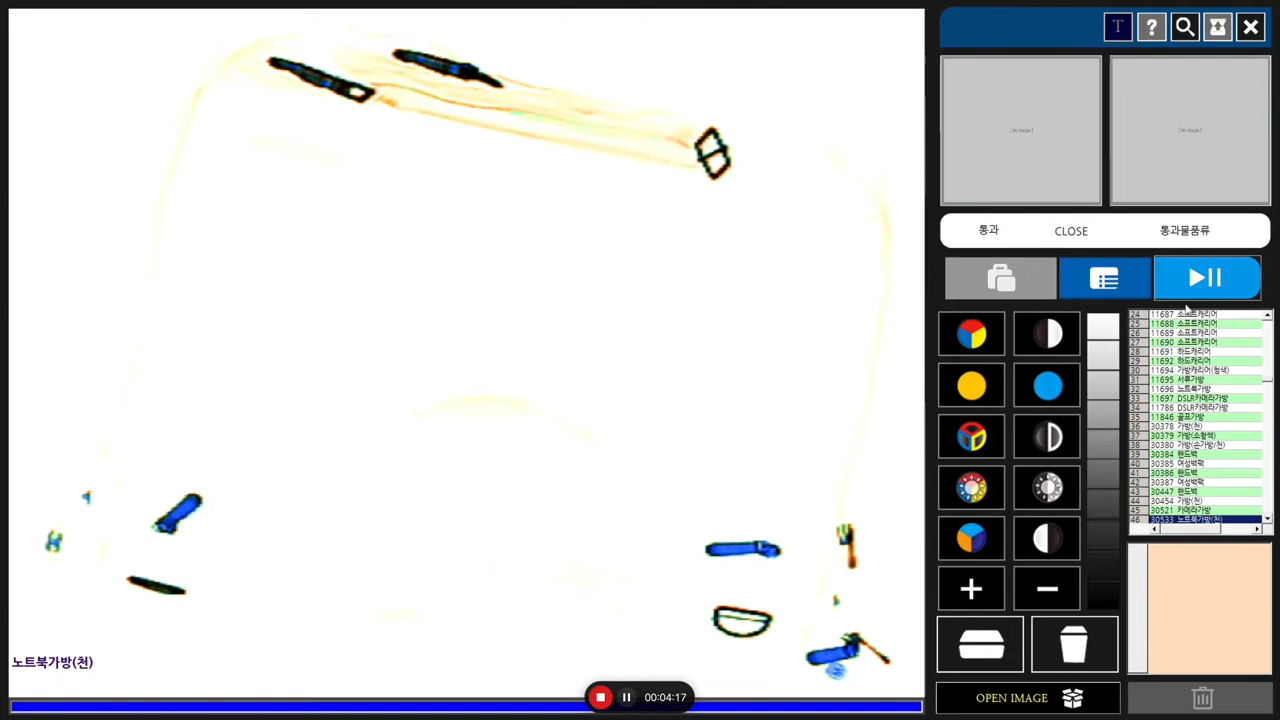 T ?
[ No Image ] [ No Image ]
통과 CLOSE 통과물품류
24 11687 소프트캐리어
25 11688 소프트캐리어
26 11689 소프트캐리어
27 11690 소프트캐리어
28 11691 하드캐리어
29 11692 하드캐리어
30 11694 가방캐리어(청색)
31 11695 서류가방
32 11696 노트북가방
33 11697 DSLR카메라가방
34 11786 DSLR카메라가방
35 11846 골프가방
36 30378 가방(천)
37 30379 가방(소형백)
38 30380 가방(손가방/천)
39 30384 핸드백
40 30385 여성백팩
41 30386 핸드백
42 30387 여성백팩
43 30447 핸드백
44 30454 가방(천)
45 30521 카메라가방
46 30533 노트북가방(천)
노트북가방(천)
OPEN IMAGE
00:04:17